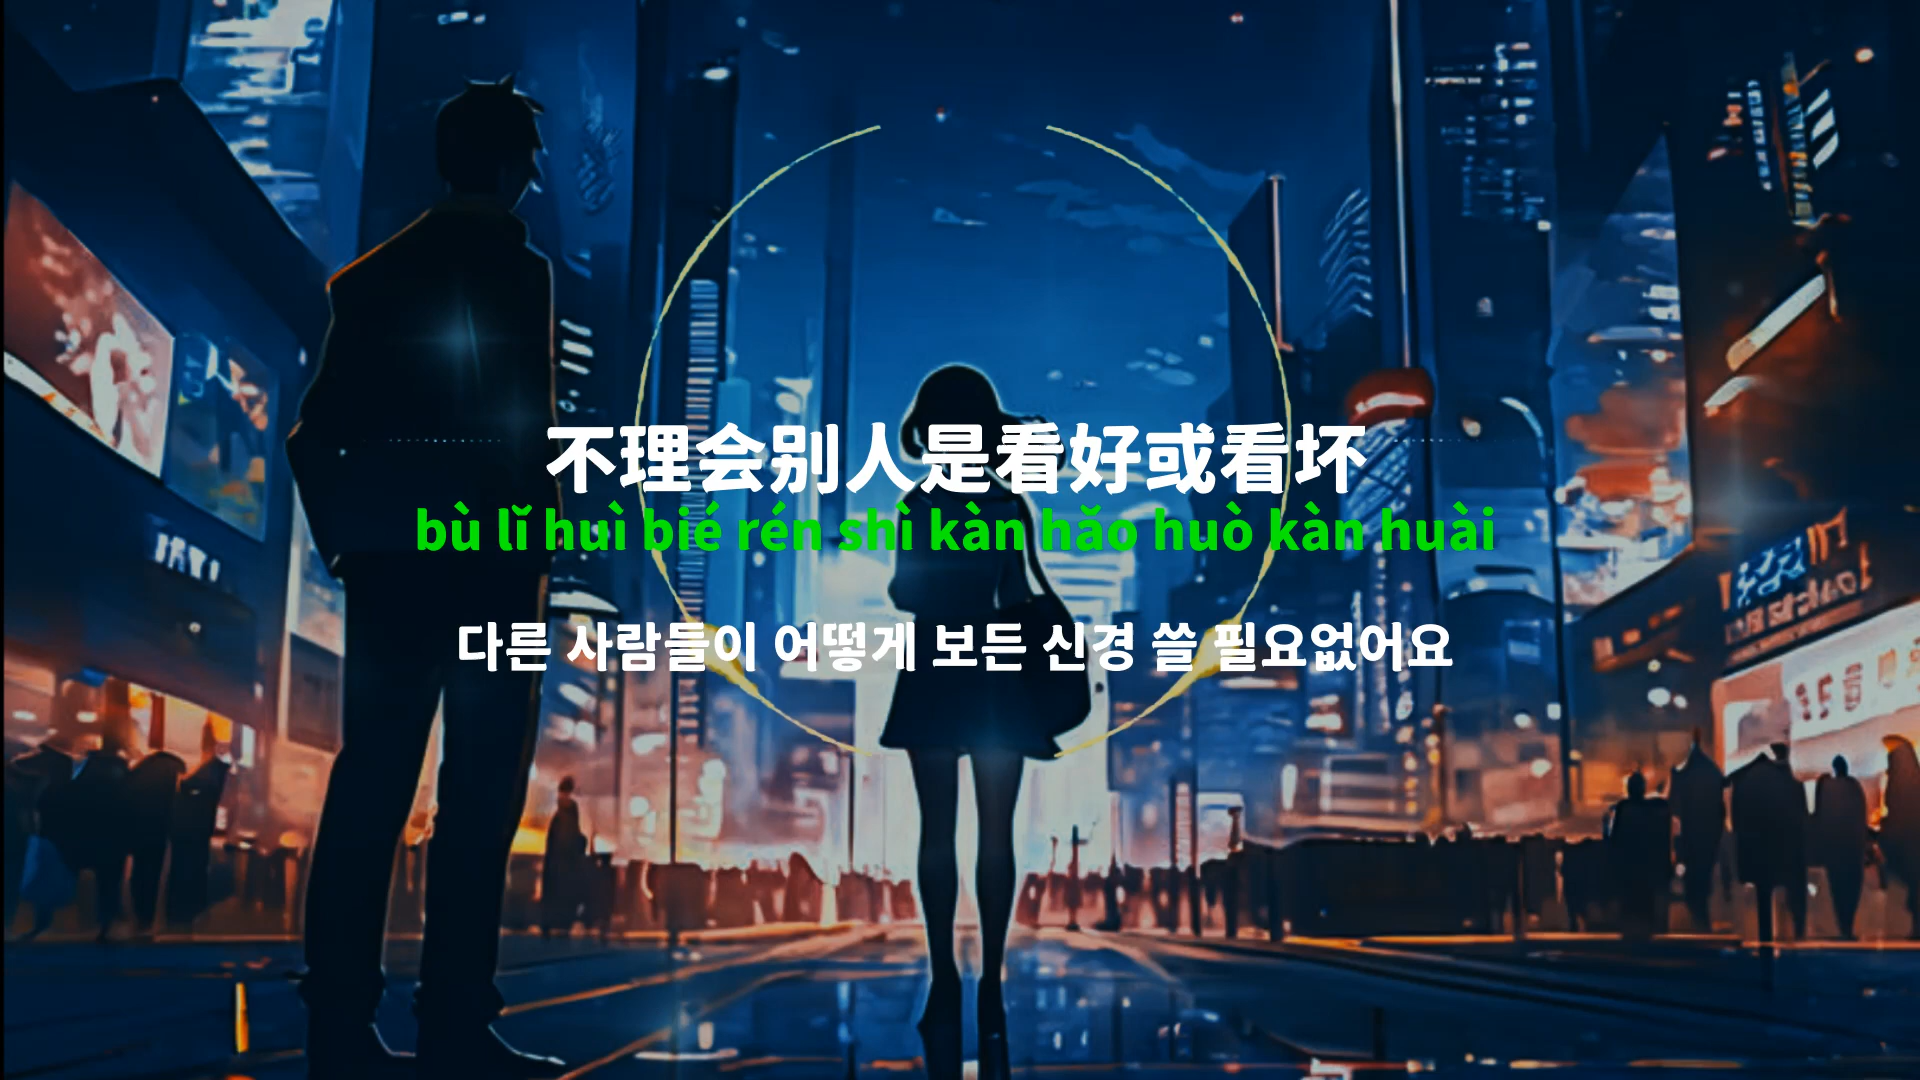 不理会别人是看好或看坏
bù lǐ huì bié rén shì kàn hǎo huò kàn huài
다른 사람들이 어떻게 보든 신경 쓸 필요없어요